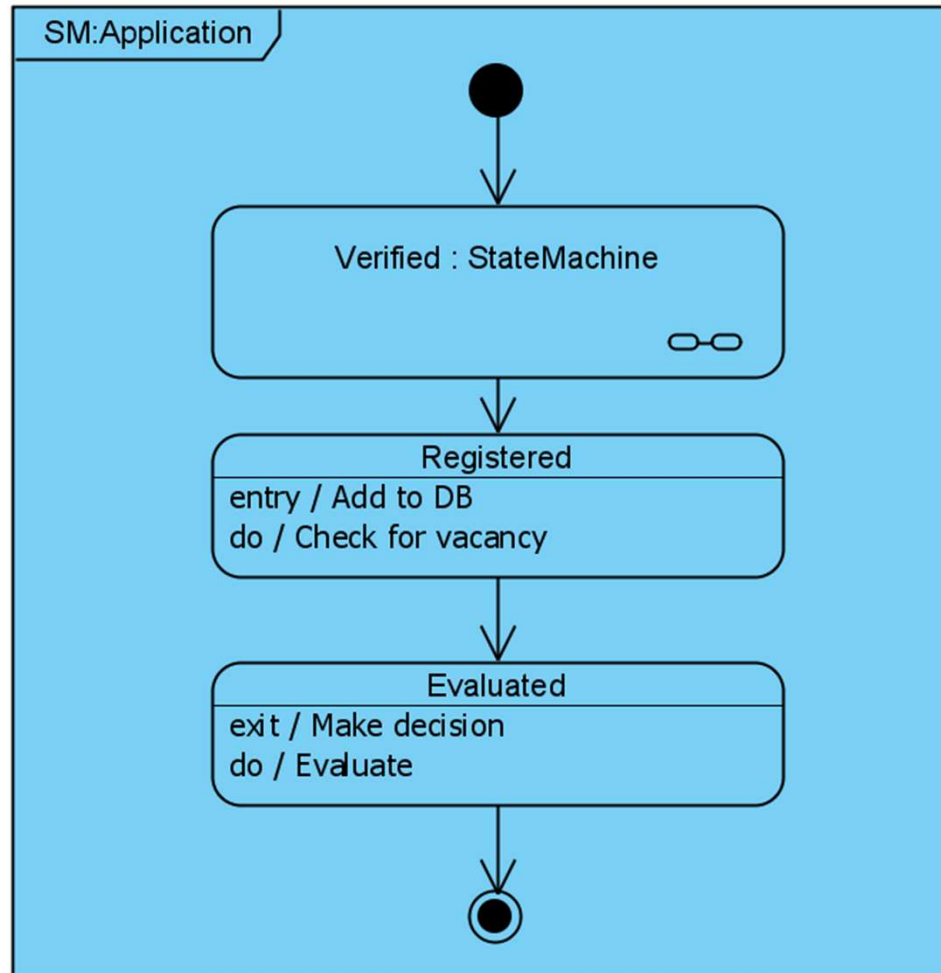 SM:Application
Verified : StateMachine
Registered
entry / Add to DB
do / Check for vacancy
Evaluated
exit / Make decision
do / Evaluate